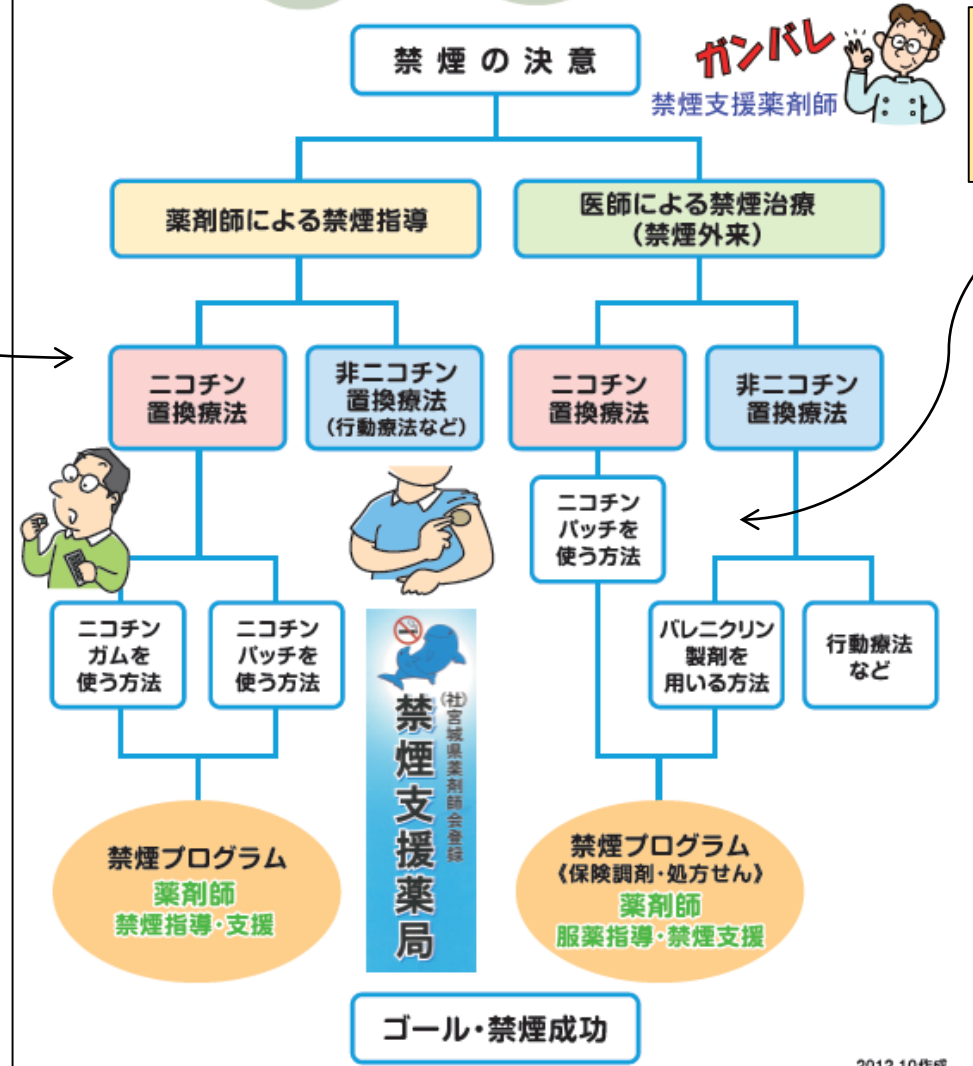 禁煙の決意
ガンバレ
禁煙支援薬剤師
薬剤師による禁煙指導
医師による禁煙治療
(禁煙外来)
ニコチン
置換療法
非ニコチン
置換療法
(行動療法など)
ニコチン
置換療法
非ニコチン
置換療法
ニコチン
パッチを
使う方法
ニコチン
ガムを
使う方法
ニコチン
パッチを
使う方法
バレニクリン
製剤を
用いる方法
行動療法
など
(社)宮城県薬剤師会登録
禁煙支援薬局
禁煙プログラム
薬剤師
禁煙指導・支援
禁煙プログラム
《保険調剤・処方せん》
薬剤師
服薬指導・禁煙支援
ゴール・禁煙成功
2012.10作成